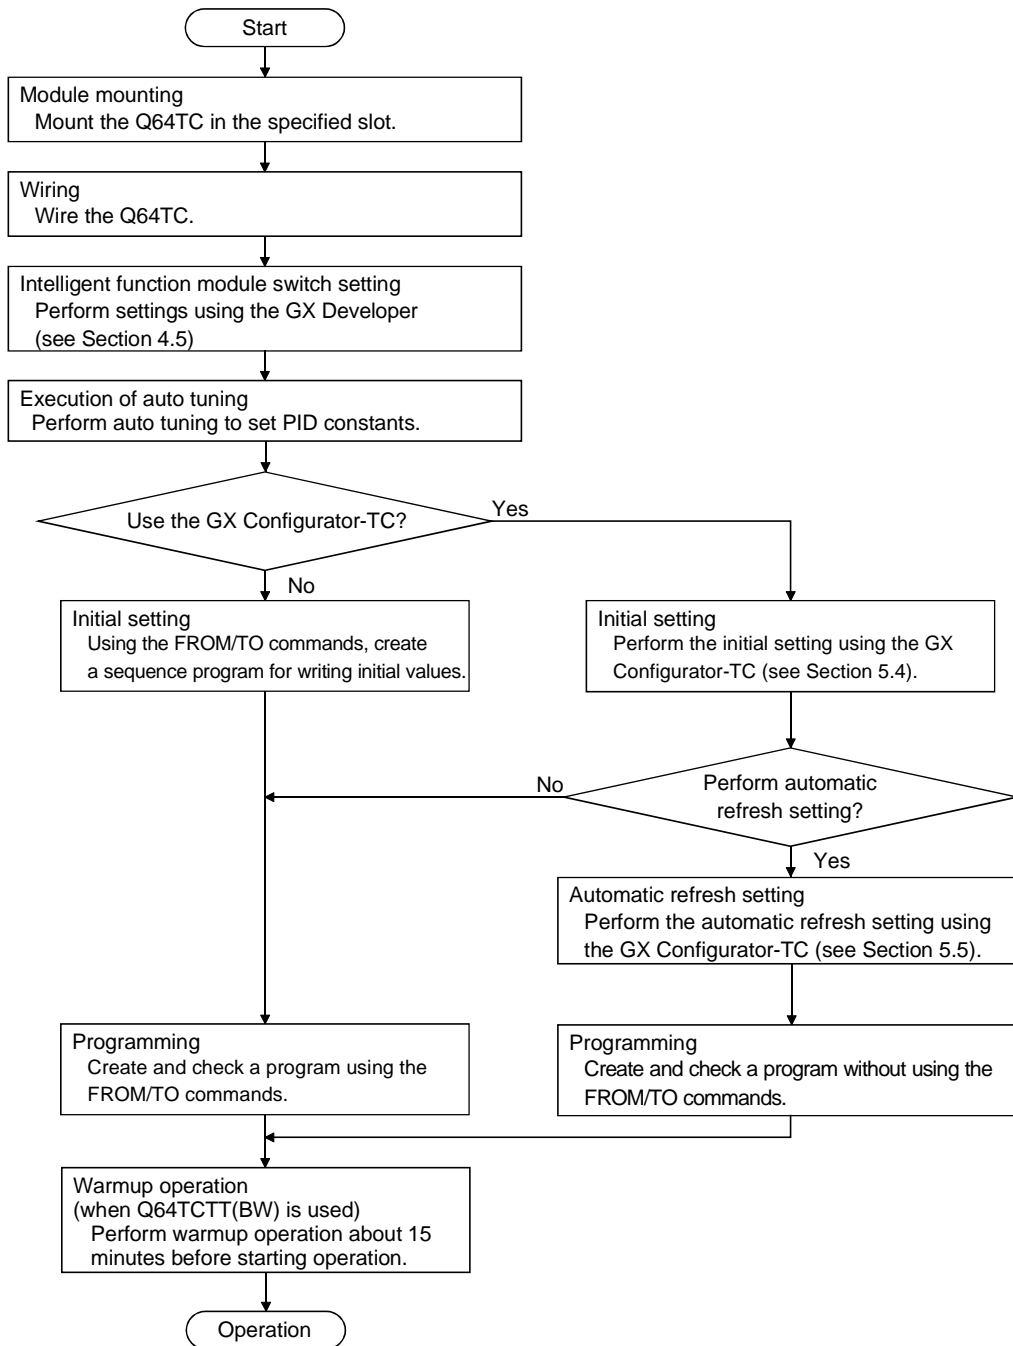 Start
Module mounting
Mount the Q64TC in the specified slot.
Wiring
Wire the Q64TC.
Intelligent function module switch setting
Perform settings using the GX Developer
(see Section 4.5)
Execution of auto tuning
Perform auto tuning to set PID constants.
Use the GX Configurator-TC?
Yes
No
Initial setting
Using the FROM/TO commands, create
a sequence program for writing initial values.
Initial setting
Perform the initial setting using the GX
Configurator-TC (see Section 5.4).
No
Perform automatic
refresh setting?
Yes
Automatic refresh setting
Perform the automatic refresh setting using
the GX Configurator-TC (see Section 5.5).
Programming
Create and check a program using the
FROM/TO commands.
Programming
Create and check a program without using the
FROM/TO commands.
Warmup operation
(when Q64TCTT(BW) is used)
Perform warmup operation about 15
minutes before starting operation.
Operation